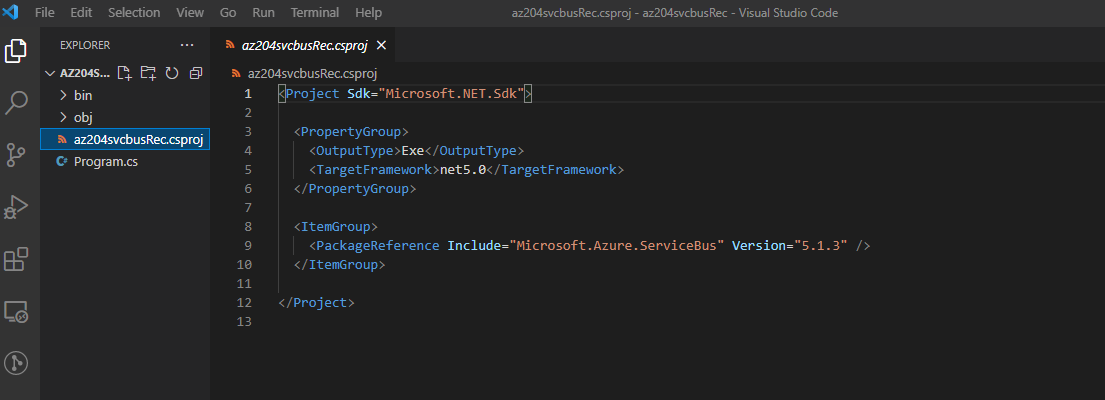 File Edit Selection View Go Run Terminal Help az204svcbusRec.csproj - az204svcbusRec - Visual Studio Code
EXPLORER ...
AZ204S...
bin
obj
az204svcbusRec.csproj
C# Program.cs
az204svcbusRec.csproj
az204svcbusRec.csproj
1 <Project Sdk="Microsoft.NET.Sdk">
2
3 <PropertyGroup>
4 <OutputType>Exe</OutputType>
5 <TargetFramework>net5.0</TargetFramework>
6 </PropertyGroup>
7
8 <ItemGroup>
9 <PackageReference Include="Microsoft.Azure.ServiceBus" Version="5.1.3" />
10 </ItemGroup>
11
12 </Project>
13